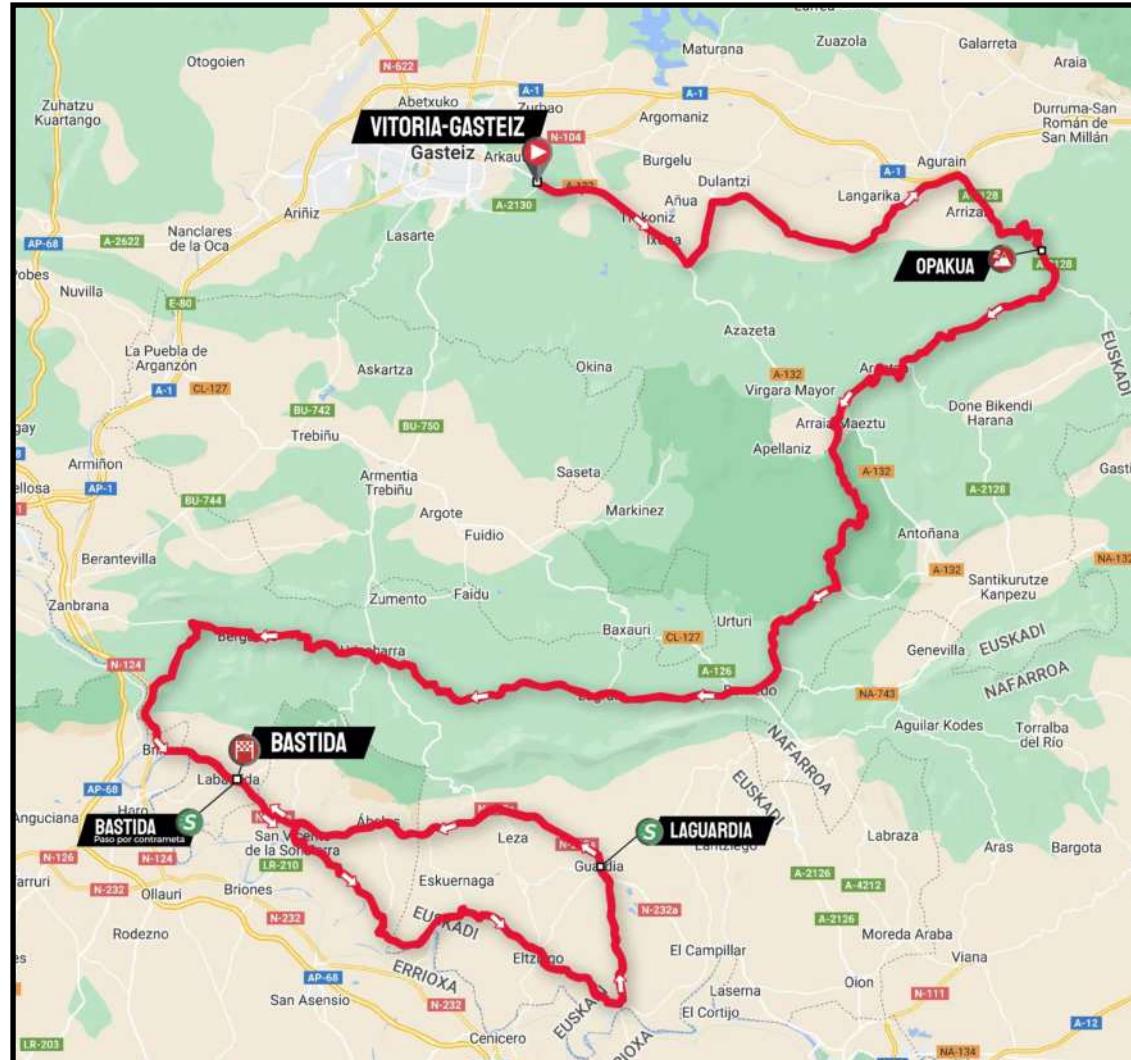 Otogoien
N-622
Maturana
Zuazola
Galarreta
Araia
Zuhatzu
Kuartango
Abetxuko
A-1
A-1
Argomaniz
Durruma-San
Román de
San Millán
VITORIA-GASTEIZ
Gasteiz
N-104
Arkau
Burgelu
Agurain
A-1
Dulantzi
Langarika
Añua
A-2130
Ariñiz
Nanclares
de la Oca
A-2622
AP-68
Lasarte
OPAKUA
2
Pobes
Nuvilla
E-80
Azazeta
EUSKADI
La Puebla de
Arganzón
Askartza
Okina
A-132
Virgara Mayor
A-1
CL-127
BU-742
BU-750
Done Bikendi
Harana
Trebiñu
Arraia-Maeztu
Apellaniz
Armiñon
Armentia
Trebiñu
Saseta
A-132
AP-1
BU-744
Argote
Markinez
A-2128
Fuidio
Antoñana
Berantevilla
NA-132
A-132
Santikurutze
Kanpezu
Zanbrana
Zumento
Faidu
Baxauri
Urturi
CL-127
Genevilla
EUSKADI
N-124
A-126
NAFARROA
NA-743
Aguilar Kodes
Torralba
del Río
BASTIDA
NAFARROA
AP-68
EUSKADI
Anguciana
Haro
BASTIDA
Paso por contrameta
S
S
LAGUARDIA
Leza
Labraza
San Vicente
de la Sonsierra
LR-210
Aras
Bargota
N-126
N-124
N-232
Ollauri
Briones
Eskuernaga
A-2126
A-4212
N-232
EUSKADI
N-232a
A-2126
Rodezno
Moreda Araba
El Campillar
Viana
ERRIOXA
AP-68
Laserna
Oion
N-111
San Asensio
N-232
El Cortijo
LR-203
Cenicero
A-12
NA-134